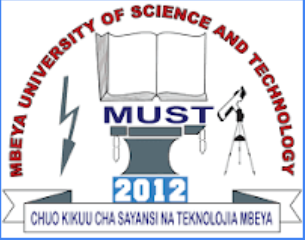 MBEYA UNIVERSITY OF SCIENCE AND TECHNOLOGY
MUST
2012
CHUO KIKUU CHA SAYANSI NA TEKNOLOJIA MBEYA